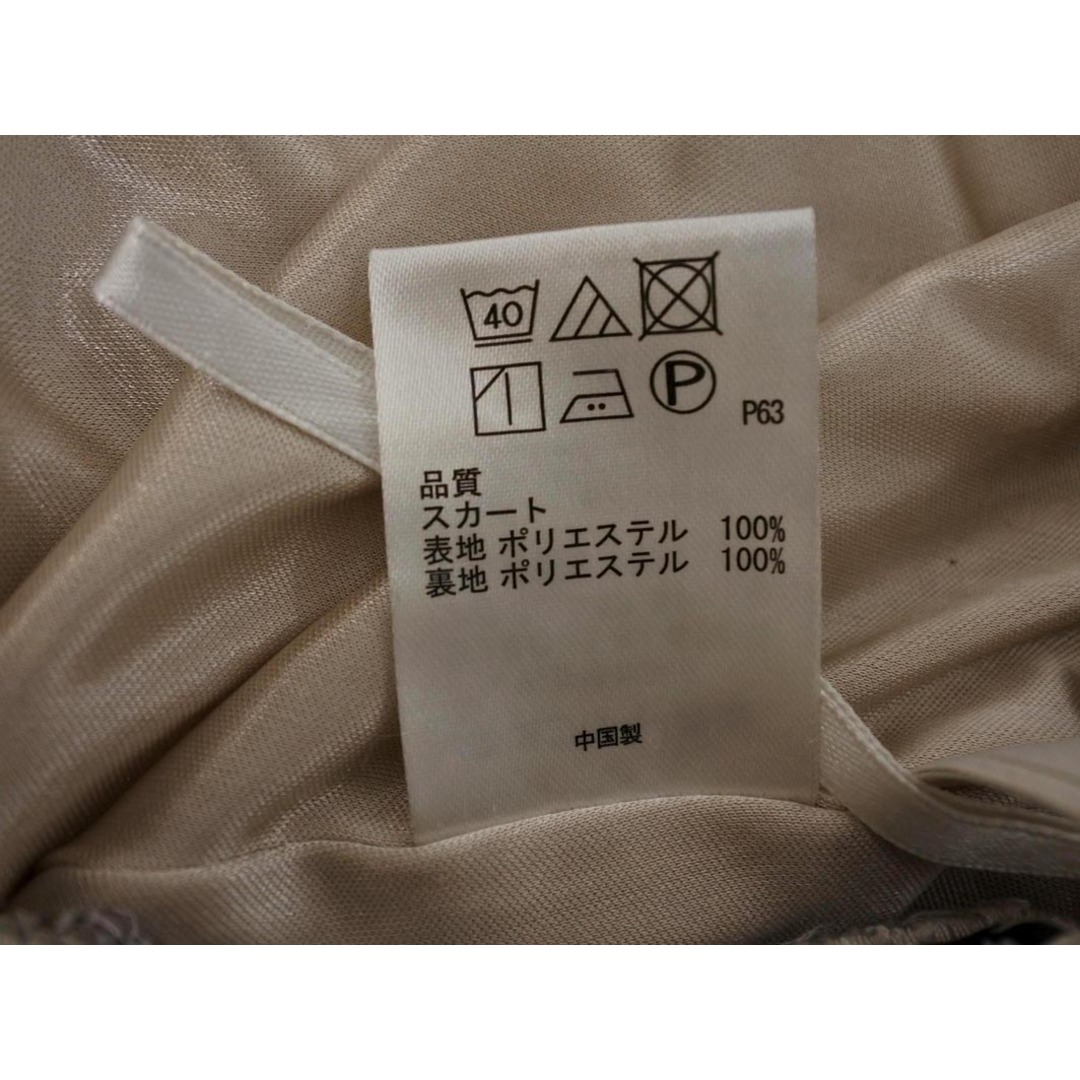 40
P P63
品質
スカート
表地 ポリエステル 100%
裏地 ポリエステル 100%
中国製